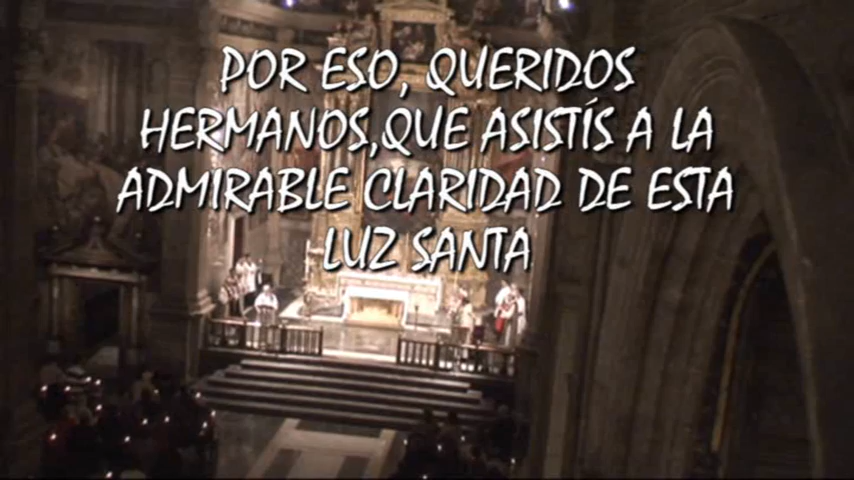 POR ESO, QUERIDOS
HERMANOS,QUE ASISTÍS A LA
ADMIRABLE CLARIDAD DE ESTA
LUZ SANTA